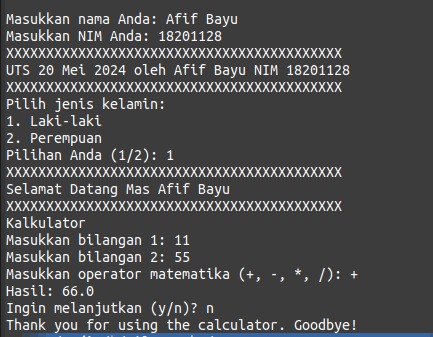 Masukkan nama Anda: Afif Bayu
Masukkan NIM Anda: 18201128
XXXXXXXXXXXXXXXXXXXXXXXXXXXXXXXXXXXXXXXXXX
UTS 20 Mei 2024 oleh Afif Bayu NIM 18201128
XXXXXXXXXXXXXXXXXXXXXXXXXXXXXXXXXXXXXXXXXX
Pilih jenis kelamin:
1. Laki-laki
2. Perempuan
Pilihan Anda (1/2): 1
XXXXXXXXXXXXXXXXXXXXXXXXXXXXXXXXXXXXXXXXXX
Selamat Datang Mas Afif Bayu
XXXXXXXXXXXXXXXXXXXXXXXXXXXXXXXXXXXXXXXXXX
Kalkulator
Masukkan bilangan 1: 11
Masukkan bilangan 2: 55
Masukkan operator matematika (+, -, *, /): +
Hasil: 66.0
Ingin melanjutkan (y/n)? n
Thank you for using the calculator. Goodbye!